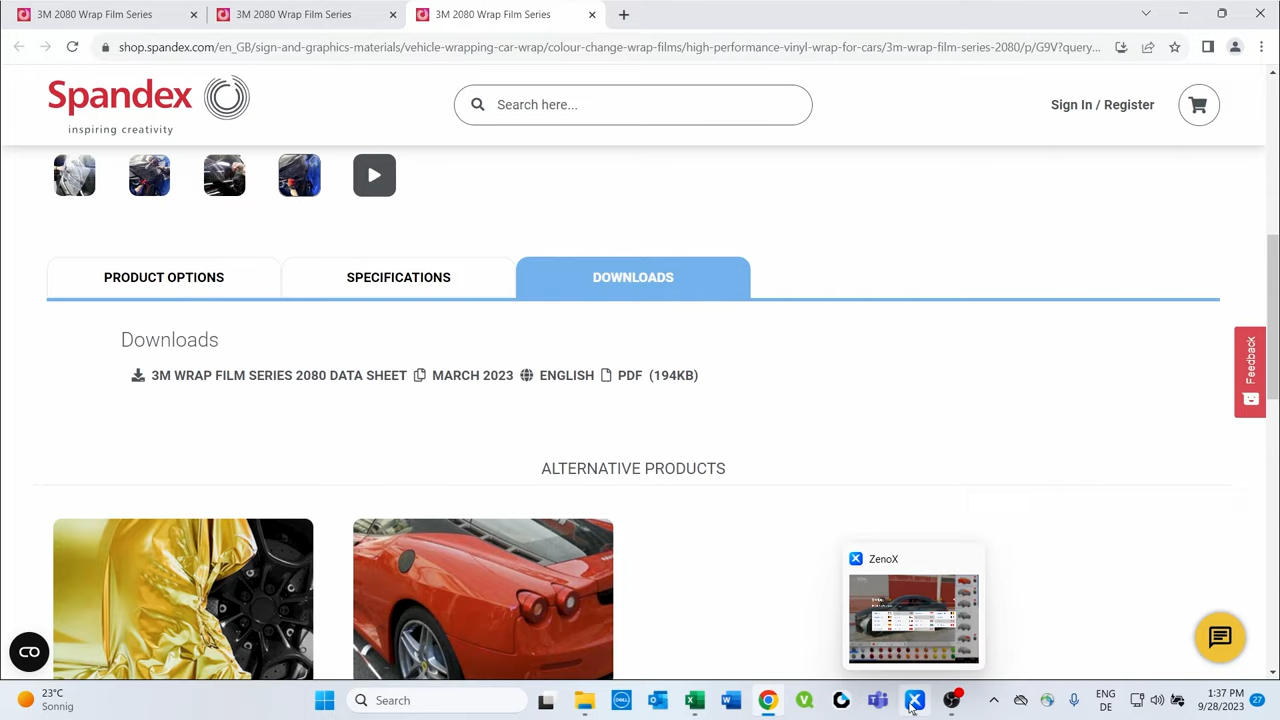 3M 2080 Wrap Film Series
3M 2080 Wrap Film Series
3M 2080 Wrap Film Series
shop.spandex.com/en_GB/sign-and-graphics-materials/vehicle-wrapping-car-wrap/colour-change-wrap-films/high-performance-vinyl-wrap-for-cars/3m-wrap-film-series-2080/p/G9V?query...
Spandex
inspiring creativity
Search here...
Sign In / Register
PRODUCT OPTIONS
SPECIFICATIONS
DOWNLOADS
Downloads
3M WRAP FILM SERIES 2080 DATA SHEET MARCH 2023 ENGLISH PDF (194KB)
Feedback
ALTERNATIVE PRODUCTS
ZenoX
23°C
Sonnig
Search
DELL
ENG
DE
1:37 PM
9/28/2023
27